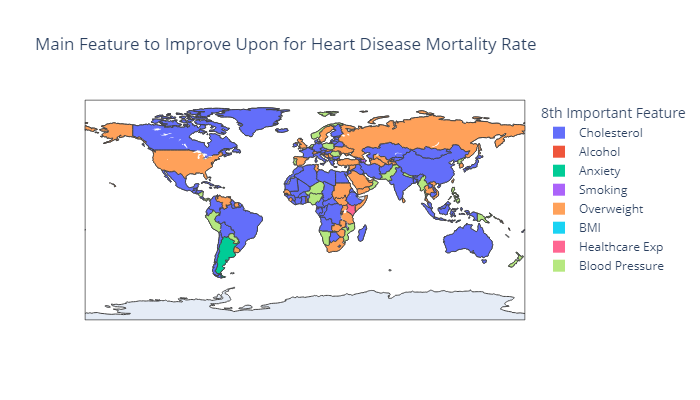 Main Feature to Improve Upon for Heart Disease Mortality Rate
8th Important Feature
Cholesterol
Alcohol
Anxiety
Smoking
Overweight
BMI
Healthcare Exp
Blood Pressure